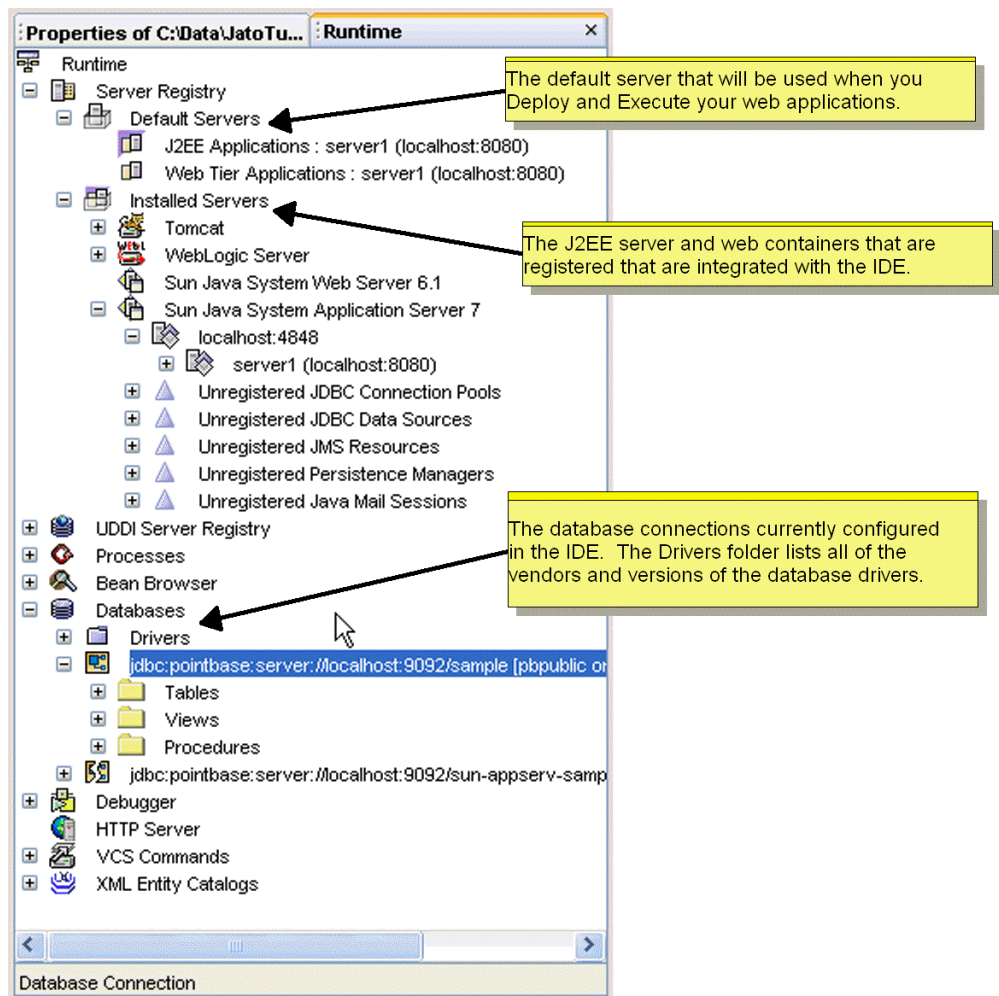 Properties of C:\Data\JatoTu...
Runtime
Runtime
Server Registry
Default Servers
J2EE Applications : server1 (localhost:8080)
Web Tier Applications : server1 (localhost:8080)
Installed Servers
Tomcat
WebLogic Server
Sun Java System Web Server 6.1
Sun Java System Application Server 7
localhost:4848
server1 (localhost:8080)
Unregistered JDBC Connection Pools
Unregistered JDBC Data Sources
Unregistered JMS Resources
Unregistered Persistence Managers
Unregistered Java Mail Sessions
UDDI Server Registry
Processes
Bean Browser
Databases
Drivers
jdbc:pointbase:server://localhost:9092/sample [pbpublic or
Tables
Views
Procedures
jdbc:pointbase:server://localhost:9092/sun-appserv-samp
Debugger
HTTP Server
VCS Commands
XML Entity Catalogs
Database Connection
The default server that will be used when you
Deploy and Execute your web applications.
The J2EE server and web containers that are
registered that are integrated with the IDE.
The database connections currently configured
in the IDE. The Drivers folder lists all of the
vendors and versions of the database drivers.